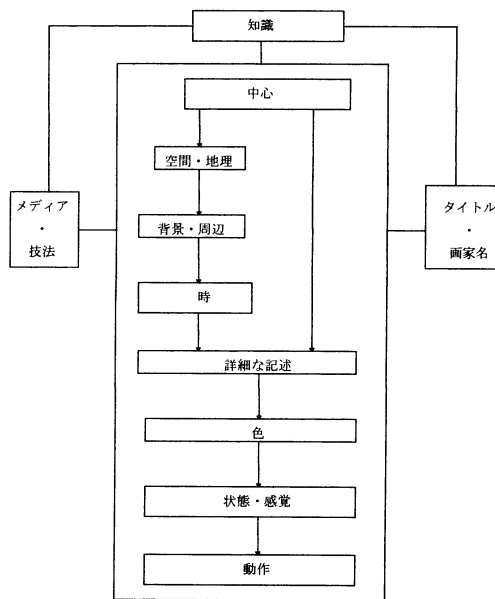 知識
中心
空間・地理
メディア
・
技法
タイトル
・
画家名
背景・周辺
時
詳細な記述
色
状態・感覚
動作